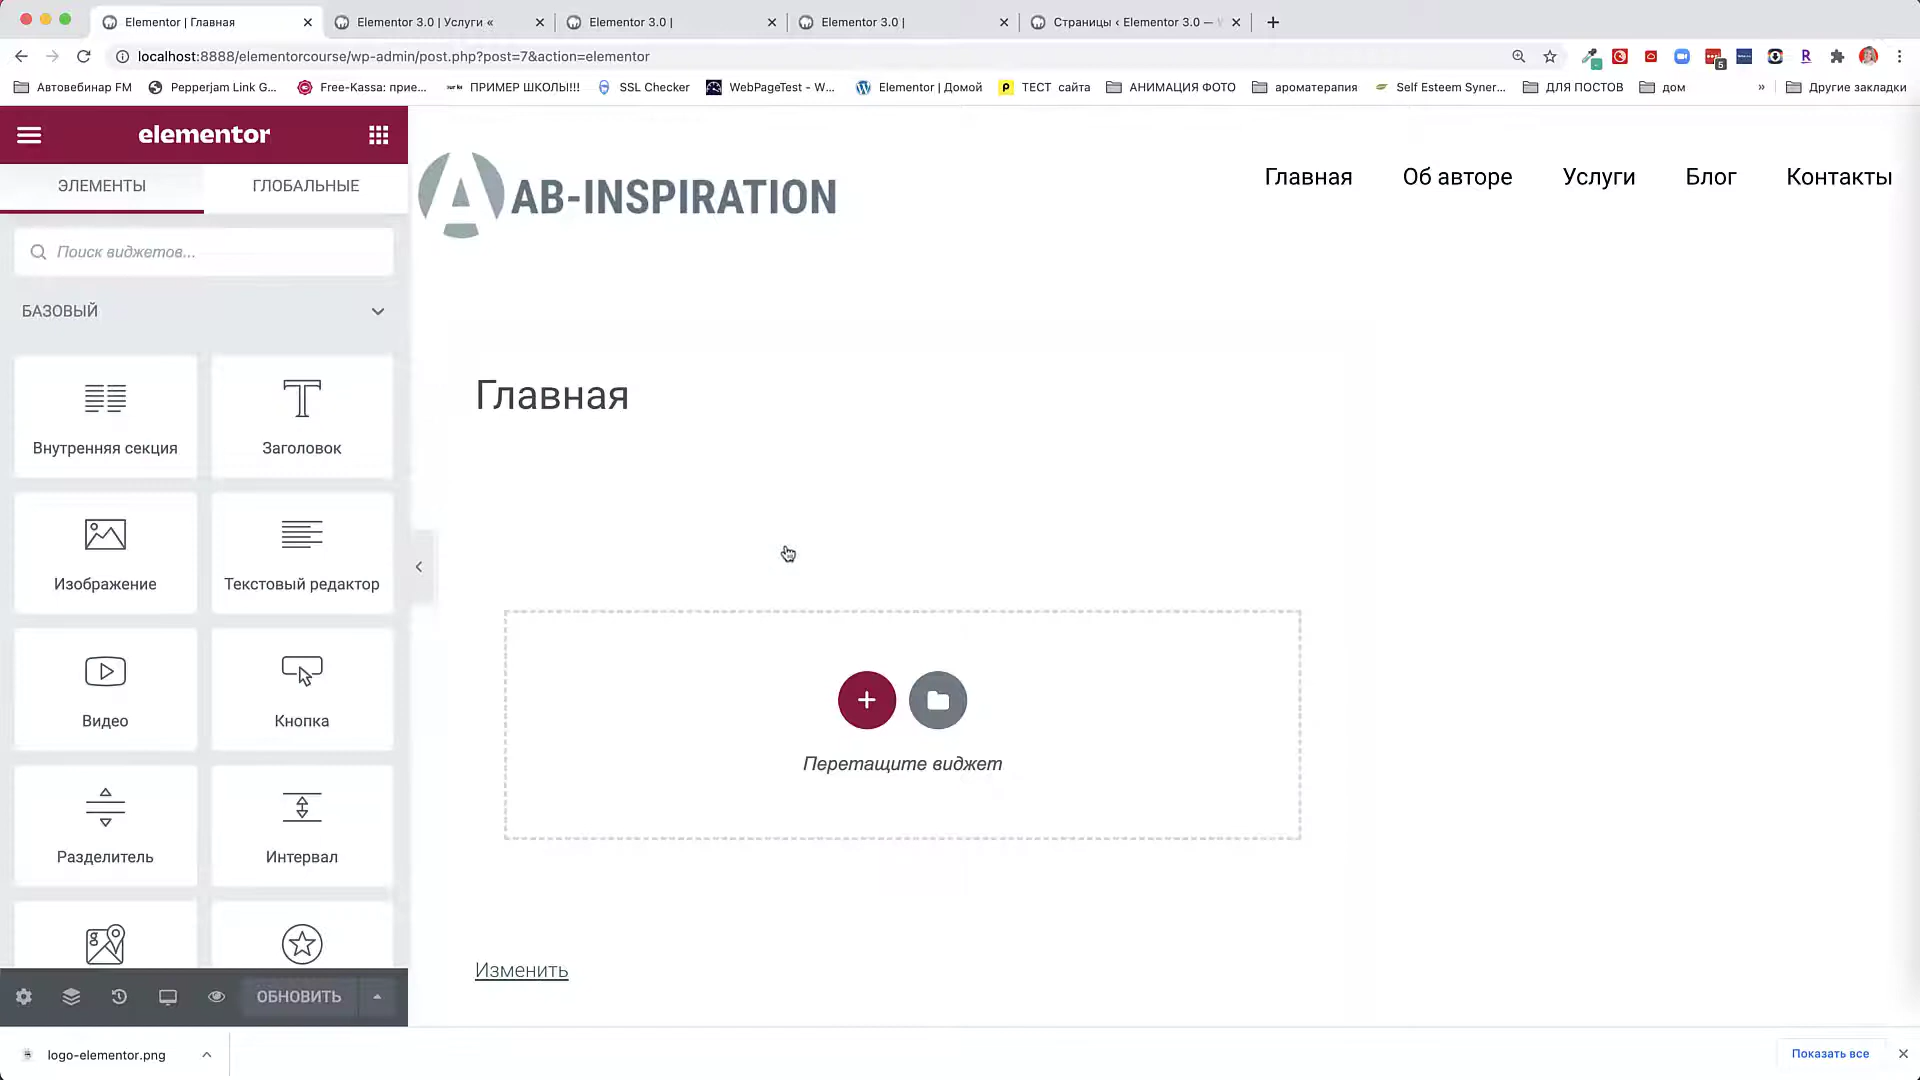 Elementor | Главная
Elementor 3.0 | Услуги «
Elementor 3.0 |
Elementor 3.0 |
Страницы ‹ Elementor 3.0 —
localhost:8888/elementorcourse/wp-admin/post.php?post=7&action=elementor
Автовебинар FM
Pepperjam Link G...
Free-Kassa: прие...
ПРИМЕР ШКОЛЫ!!!!
SSL Checker
WebPageTest - W...
Elementor | Домой
ТЕСТ сайта
АНИМАЦИЯ ФОТО
ароматерапия
Self Esteem Syner...
ДЛЯ ПОСТОВ
дом
»
Другие закладки
elementor
ЭЛЕМЕНТЫ
ГЛОБАЛЬНЫЕ
Поиск виджетов...
БАЗОВЫЙ
Внутренняя секция
Заголовок
Изображение
Текстовый редактор
Видео
Кнопка
Разделитель
Интервал
ОБНОВИТЬ
AB-INSPIRATION
Главная
Об авторе
Услуги
Блог
Контакты
Главная
Перетащите виджет
Изменить
logo-elementor.png
Показать все